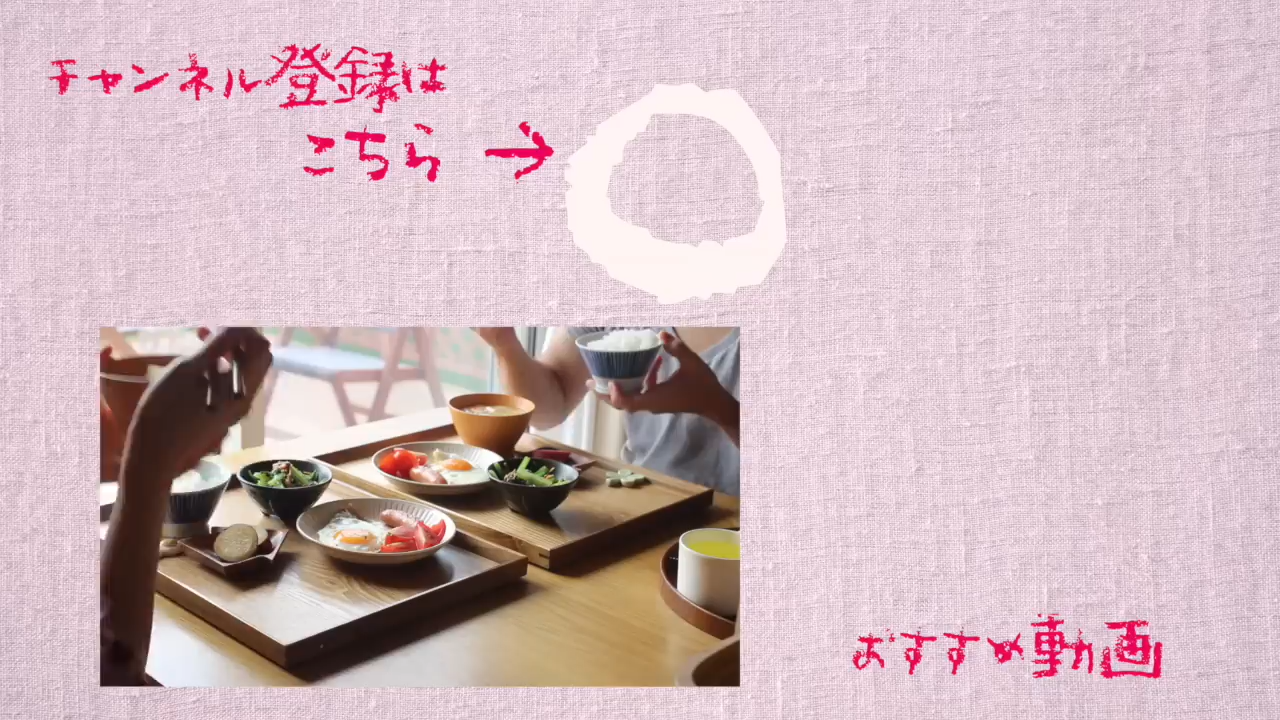 チャンネル登録は
こちら →
おすすめ動画